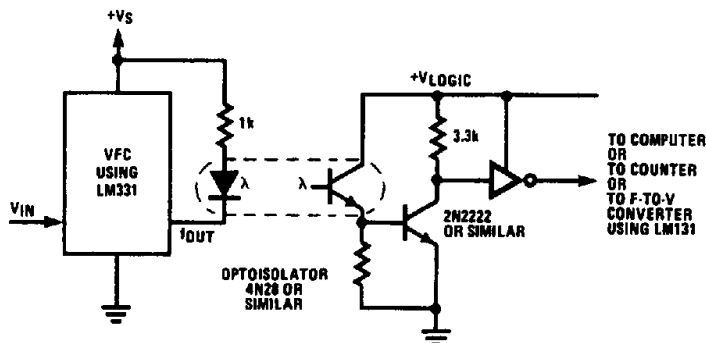 +VS
+VLOGIC
1k
3.3k
VFC
USING
LM331
λ
λ
VIN
fOUT
2N2222
OR SIMILAR
OPTOISOLATOR
4N28 OR
SIMILAR
TO COMPUTER
OR
TO COUNTER
OR
TO F-TO-V
CONVERTER
USING LM131